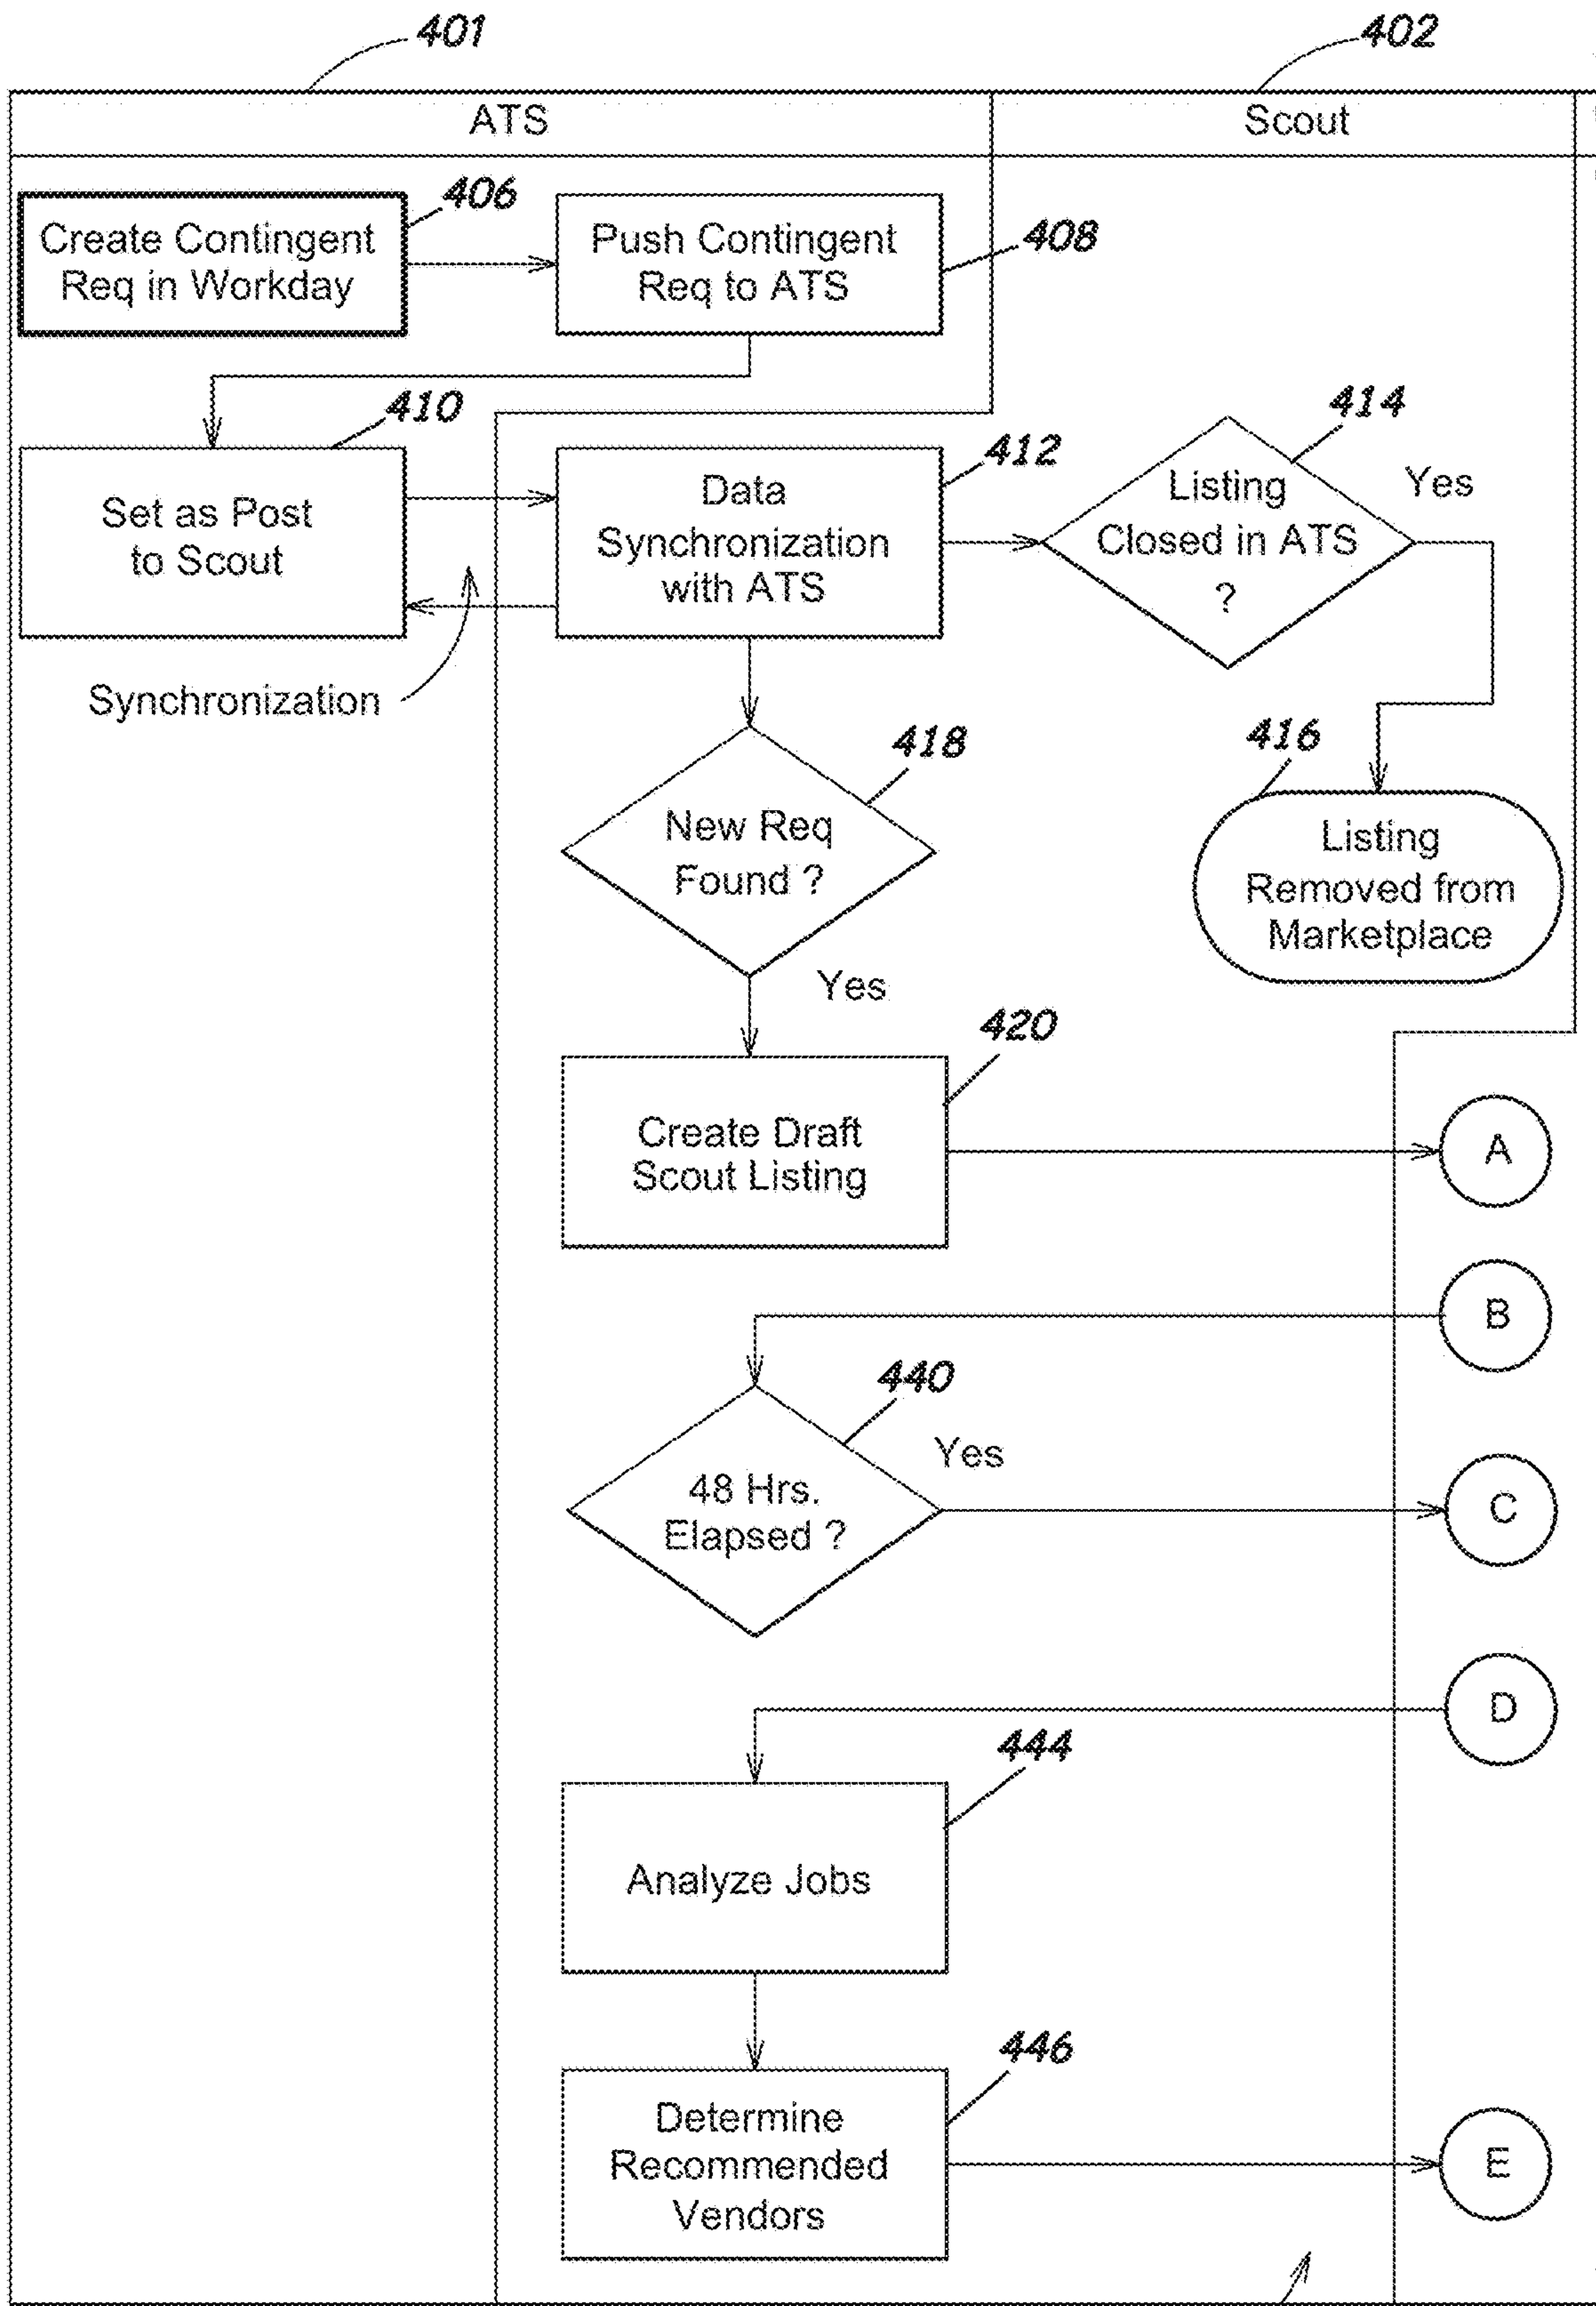 401
402
ATS
Scout
406
Create Contingent
Req in Workday
Push Contingent
Req to ATS
408
410
Set as Post
to Scout
Data
Synchronization
with ATS
412
414
Listing
Closed in ATS
?
Yes
Synchronization
416
Listing
Removed from
Marketplace
418
New Req
Found ?
Yes
420
Create Draft
Scout Listing
A
B
440
48 Hrs.
Elapsed ?
Yes
C
D
444
Analyze Jobs
446
Determine
Recommended
Vendors
E